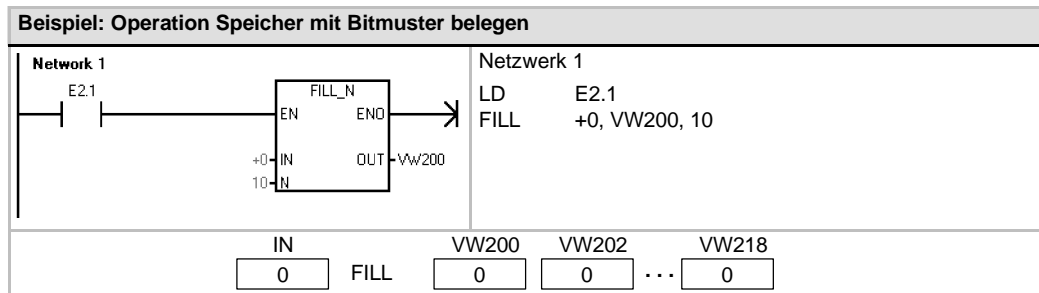 Beispiel: Operation Speicher mit Bitmuster belegen
Network 1
E2.1
FILL_N
EN ENO
+0 IN OUT VW200
10 N
Netzwerk 1
LD E2.1
FILL +0, VW200, 10
IN VW200 VW202 VW218
0 FILL 0 0 . . . 0